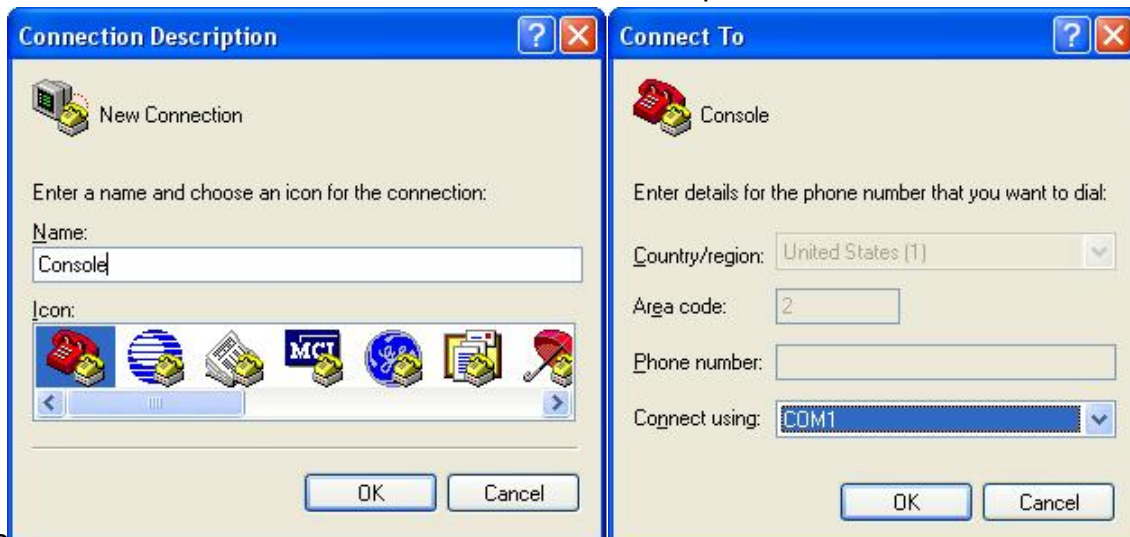 Connection Description
New Connection
Enter a name and choose an icon for the connection:
Name:
Console
Icon:
MCI
OK Cancel
Connect To
Console
Enter details for the phone number that you want to dial:
Country/region: United States (1)
Area code: 2
Phone number:
Connect using: COM1
OK Cancel